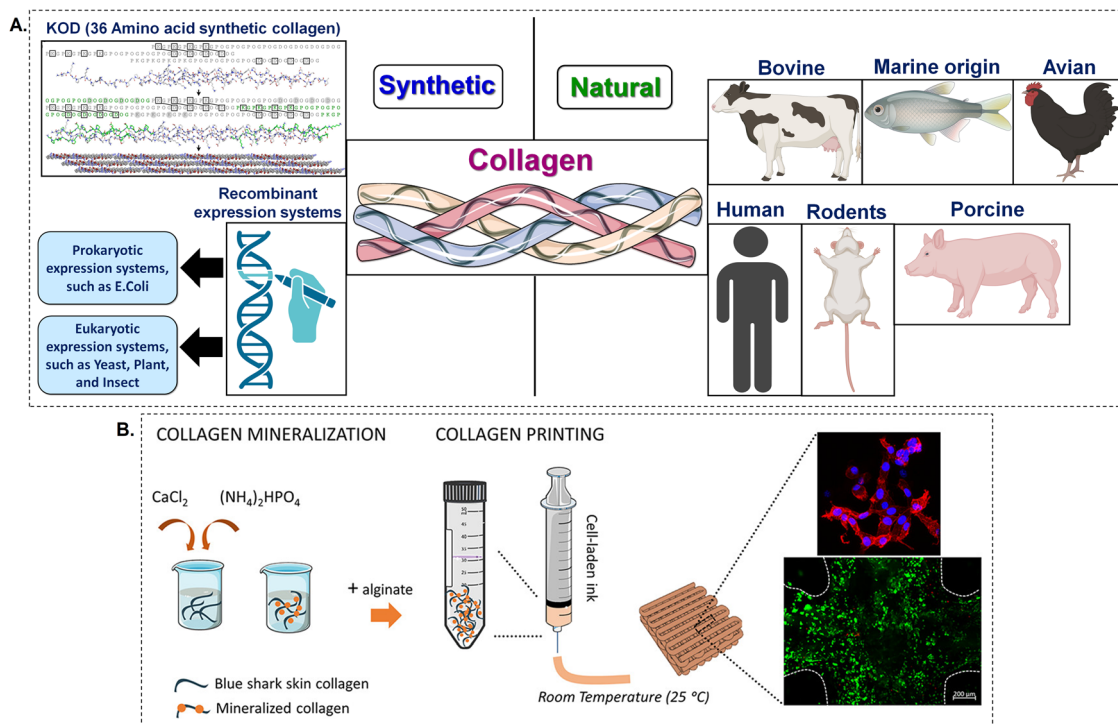 A.
KOD (36 Amino acid synthetic collagen)
Synthetic
Natural
Collagen
Bovine
Marine origin
Avian
Human
Rodents
Porcine
Recombinant
expression systems
Prokaryotic
expression systems,
such as E.Coli
Eukaryotic
expression systems,
such as Yeast, Plant,
and Insect
B.
COLLAGEN MINERALIZATION
COLLAGEN PRINTING
CaCl₂
(NH₄)₂HPO₄
+ alginate
Cell-laden ink
Blue shark skin collagen
Mineralized collagen
Room Temperature (25 °C)
200 µm